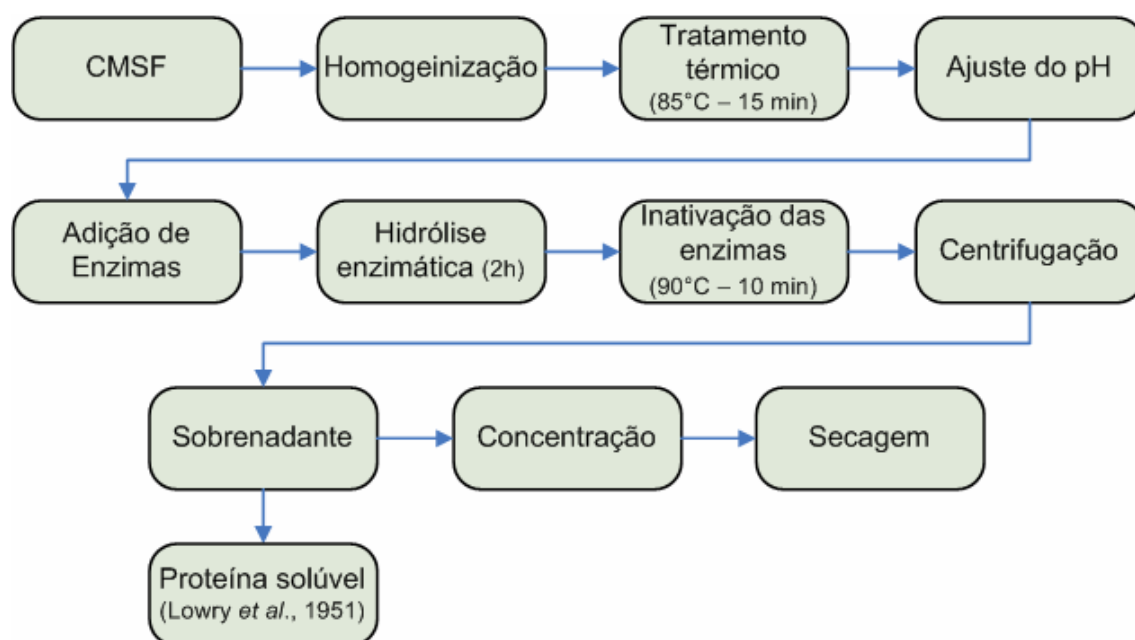 CMSF
Homogeinização
Tratamento
térmico
(85°C – 15 min)
Ajuste do pH
Adição de
Enzimas
Hidrólise
enzimática (2h)
Inativação das
enzimas
(90°C – 10 min)
Centrifugação
Sobrenadante
Concentração
Secagem
Proteína solúvel
(Lowry et al., 1951)